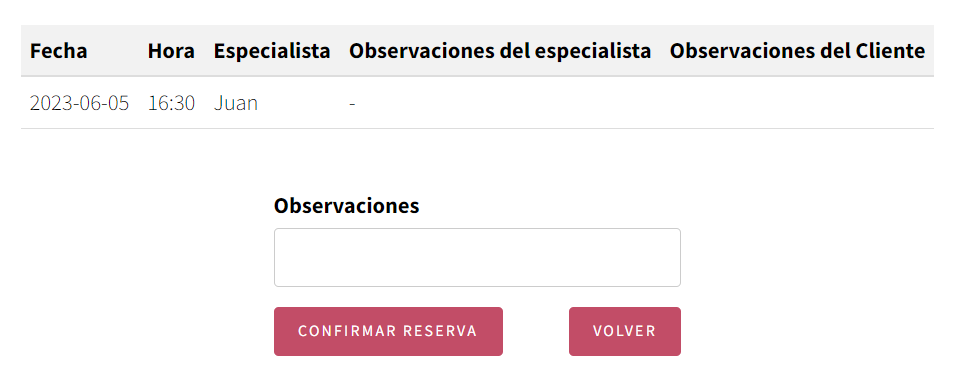 Fecha Hora Especialista Observaciones del especialista Observaciones del Cliente
2023-06-05 16:30 Juan -
Observaciones
CONFIRMAR RESERVA VOLVER